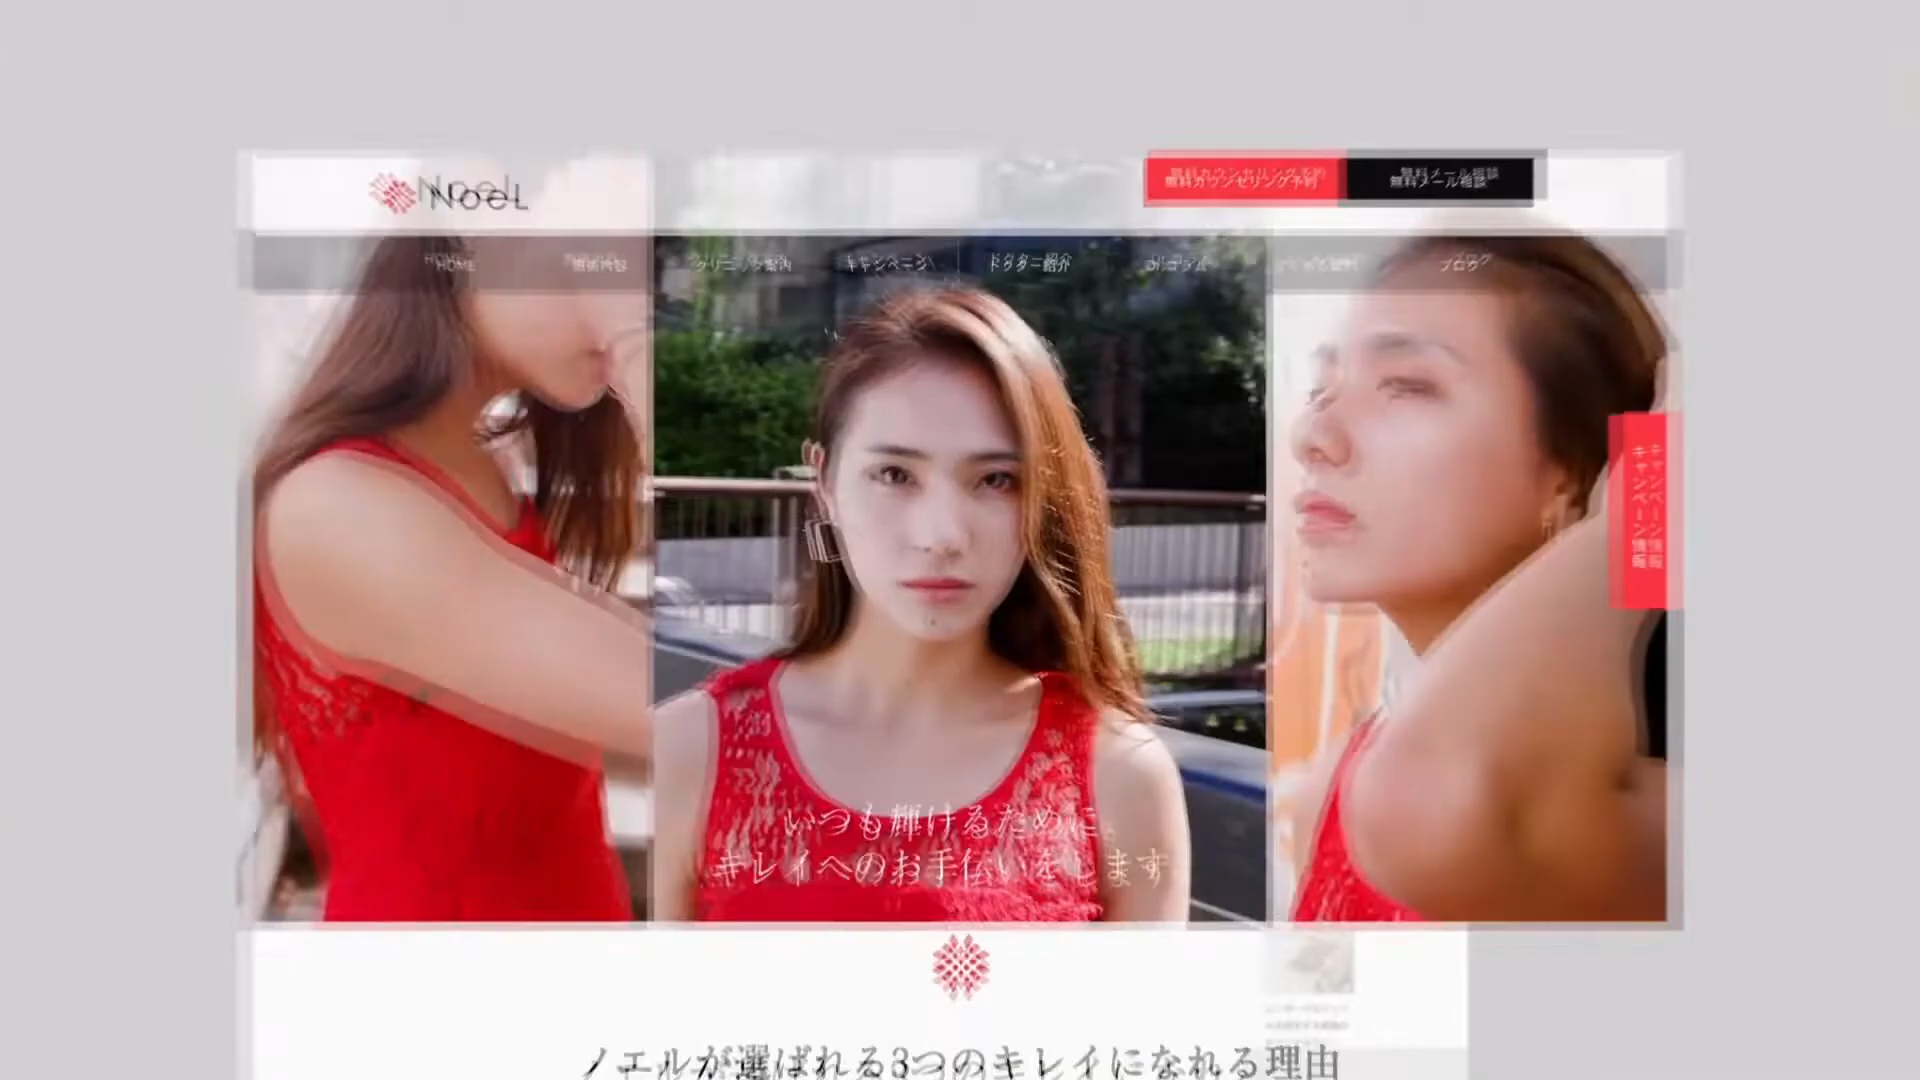 NoeL
無料カウンセリング予約
無料メール相談
HOME
施術内容
クリニック案内
キャンペーン
ドクター紹介
ブログ
キャンペーン情報
いつも輝けるために、
キレイへのお手伝いをします
ノエルが選ばれる3つのキレイになれる理由